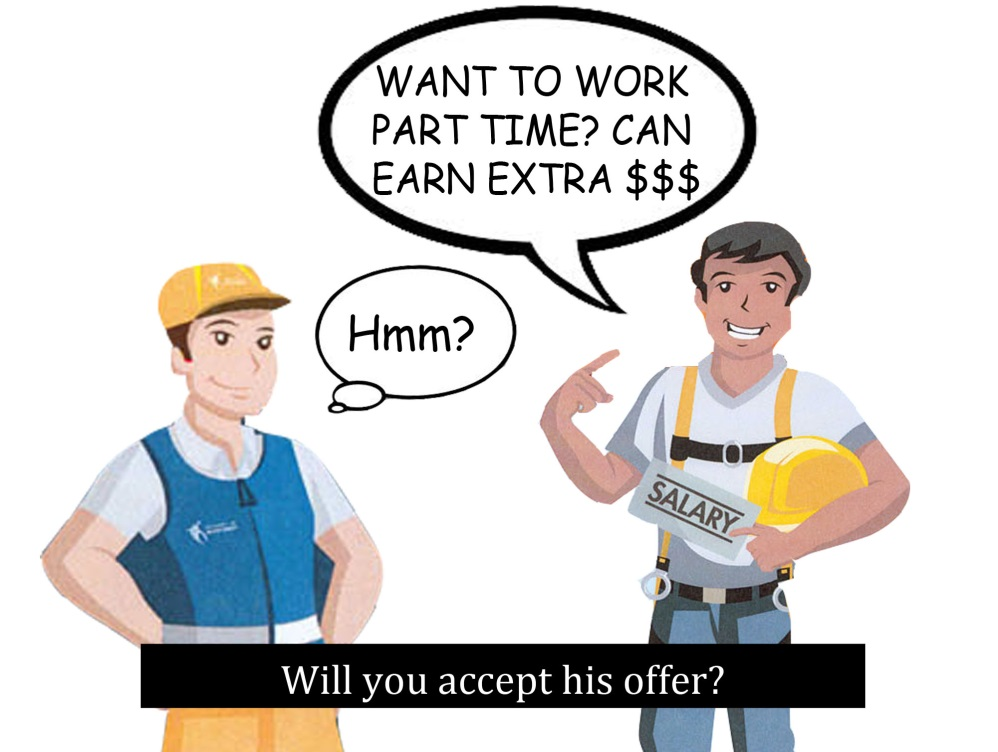 WANT TO WORK
PART TIME? CAN
EARN EXTRA $$$
Hmm?
SALARY
Will you accept his offer?